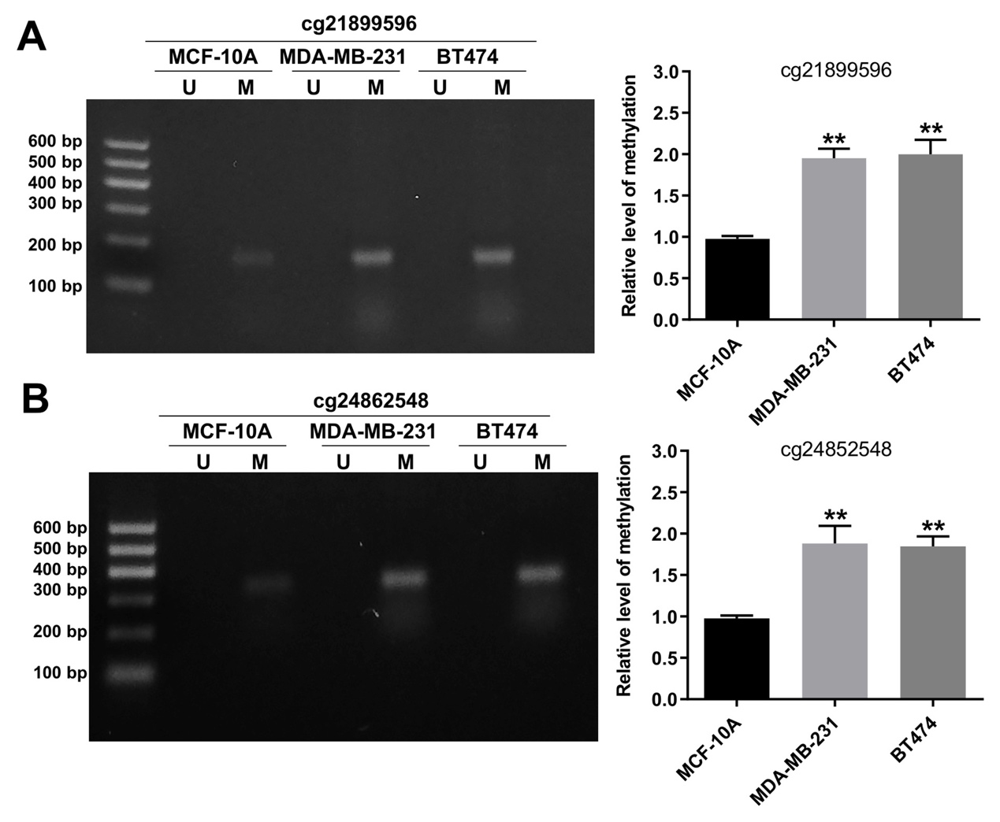 A
cg21899596
MCF-10A MDA-MB-231 BT474
U M U M U M
600 bp
500 bp
400 bp
300 bp
200 bp
100 bp
cg21899596
Relative level of methylation
3.0
2.5
2.0
1.5
1.0
0.5
0.0
** **
MCF-10A MDA-MB-231 BT474
B
cg24862548
MCF-10A MDA-MB-231 BT474
U M U M U M
600 bp
500 bp
400 bp
300 bp
200 bp
100 bp
cg24852548
Relative level of methylation
3.0
2.5
2.0
1.5
1.0
0.5
0.0
** **
MCF-10A MDA-MB-231 BT474